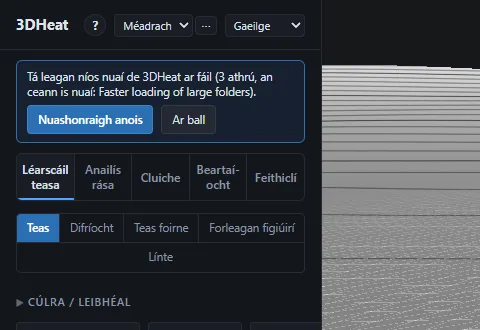 3DHeat ? Méadrach ... Gaeilge
Tá leagan níos nuaí de 3DHeat ar fáil (3 athrú, an
ceann is nuaí: Faster loading of large folders).
Nuashonraigh anois Ar ball
Léarscáil
teasa
Anailís
rása
Cluiche
Beartaí-
ocht
Feithiclí
Teas Difríocht Teas foirne Forleagan figiúirí
Línte
▶ CÚLRA / LEIBHÉAL